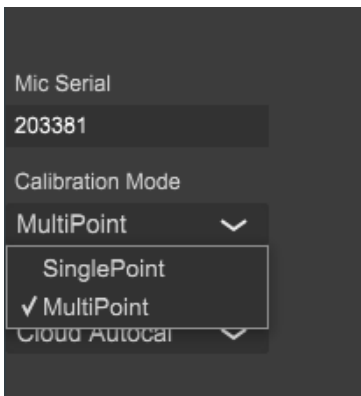 Mic Serial
203381
Calibration Mode
MultiPoint
SinglePoint
✓ MultiPoint
Cloud Autocal